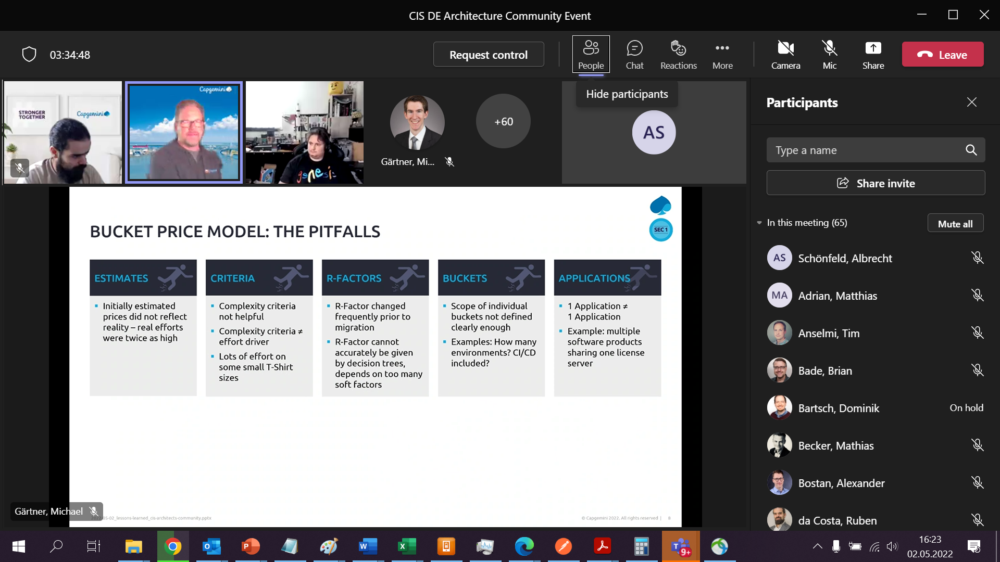 CIS DE Architecture Community Event
03:34:48
Request control
People
Chat
Reactions
More
Camera
Mic
Share
Leave
Hide participants
STRONGER
TOGETHER
Capgemini
Capgemini
genesis
Gärtner, Mi...
+60
AS
Participants
Type a name
Share invite
In this meeting (65)
Mute all
AS
Schönfeld, Albrecht
MA
Adrian, Matthias
Anselmi, Tim
Bade, Brian
Bartsch, Dominik
On hold
Becker, Mathias
Bostan, Alexander
da Costa, Ruben
BUCKET PRICE MODEL: THE PITFALLS
SEC 1
ESTIMATES
Initially estimated
prices did not reflect
reality – real efforts
were twice as high
CRITERIA
Complexity criteria
not helpful
Complexity criteria ≠
effort driver
Lots of effort on
some small T-Shirt
sizes
R-FACTORS
R-Factor changed
frequently prior to
migration
R-Factor cannot
accurately be given
by decision trees,
depends on too many
soft factors
BUCKETS
Scope of individual
buckets not defined
clearly enough
Examples: How many
environments? CI/CD
included?
APPLICATIONS
1 Application ≠
1 Application
Example: multiple
software products
sharing one license
server
Gärtner, Michael
2022-05-02_lessons-learned_cis-architects-community.pptx
© Capgemini 2022. All rights reserved | 8
9+
16:23
02.05.2022